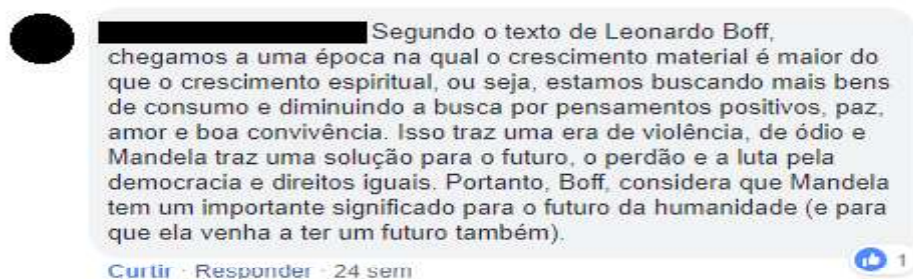 Segundo o texto de Leonardo Boff,
chegamos a uma época na qual o crescimento material é maior do
que o crescimento espiritual, ou seja, estamos buscando mais bens
de consumo e diminuindo a busca por pensamentos positivos, paz,
amor e boa convivência. Isso traz uma era de violência, de ódio e
Mandela traz uma solução para o futuro, o perdão e a luta pela
democracia e direitos iguais. Portanto, Boff, considera que Mandela
tem um importante significado para o futuro da humanidade (e para
que ela venha a ter um futuro também).
1
Curtir · Responder · 24 sem